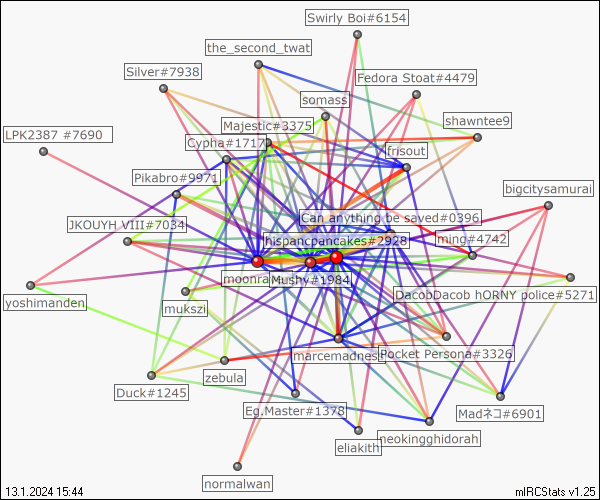 Swirly Boi#6154
the_second_twat
Silver#7938
Fedora Stoat#4479
somass
shawntee9
Majestic#3375
LPK2387 #7690
Cypha#1717
frisout
Pikabro#9971
bigcitysamurai
Can anything be saved#0396
JKOUYH VIII#7034
hispancpancakes#2928
ming#4742
moonra
Mushy#1984
DacobDacob hORNY police#5271
yoshimanden
mukszi
marcemadness
Pocket Persona#3326
zebula
Duck#1245
Eg.Master#1378
Madネコ#6901
neokingghidorah
eliakith
normalwan
13.1.2024 15:44
mIRCStats v1.25